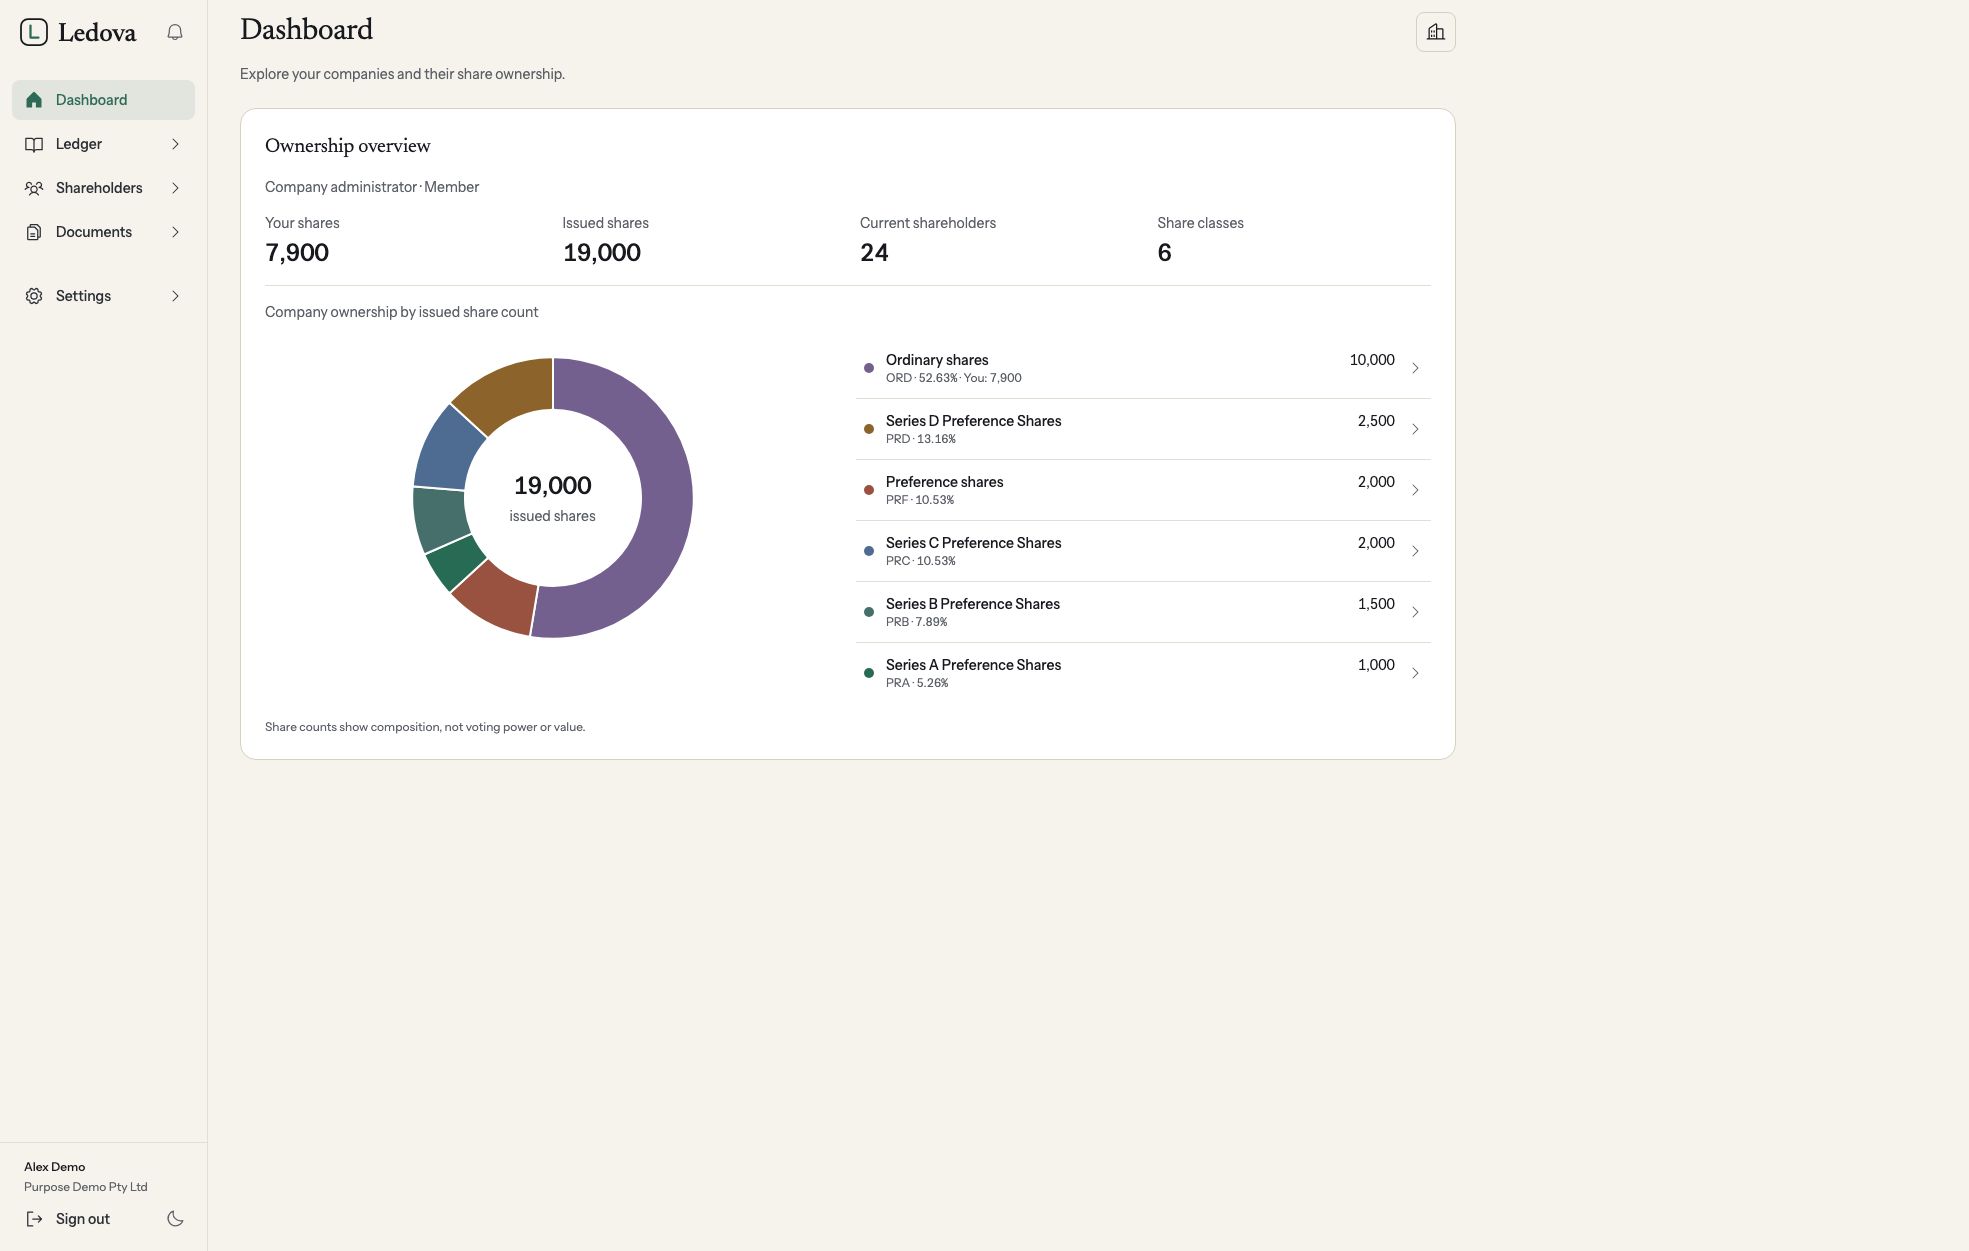 L Ledova
Dashboard
Ledger
Shareholders
Documents
Settings
Alex Demo
Purpose Demo Pty Ltd
Sign out
Dashboard
Explore your companies and their share ownership.
Ownership overview
Company administrator · Member
Your shares
7,900
Issued shares
19,000
Current shareholders
24
Share classes
6
Company ownership by issued share count
19,000
issued shares
Ordinary shares 10,000
ORD · 52.63% · You: 7,900
Series D Preference Shares 2,500
PRD · 13.16%
Preference shares 2,000
PRF · 10.53%
Series C Preference Shares 2,000
PRC · 10.53%
Series B Preference Shares 1,500
PRB · 7.89%
Series A Preference Shares 1,000
PRA · 5.26%
Share counts show composition, not voting power or value.